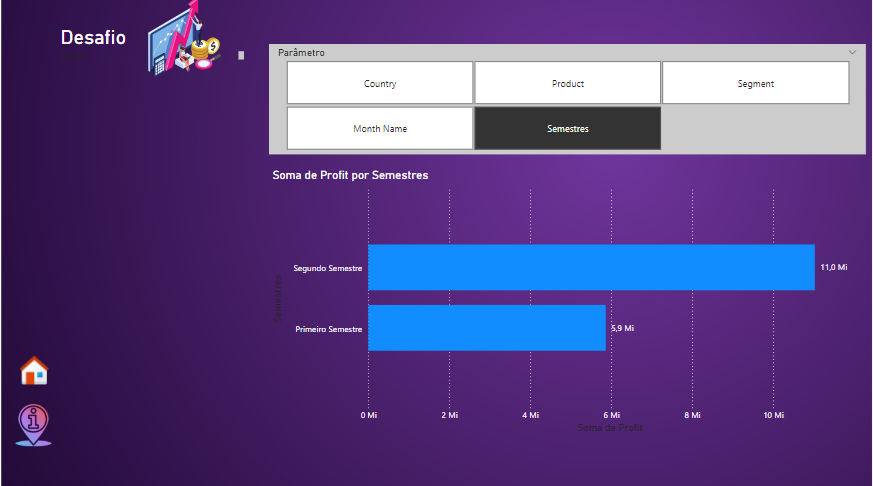 Desafio
Parâmetro
Country
Product
Segment
Month Name
Semestres
Soma de Profit por Semestres
Semestres
Segundo Semestre
11,0 Mi
Primeiro Semestre
5,9 Mi
0 Mi
2 Mi
4 Mi
6 Mi
8 Mi
10 Mi
Soma de Profit